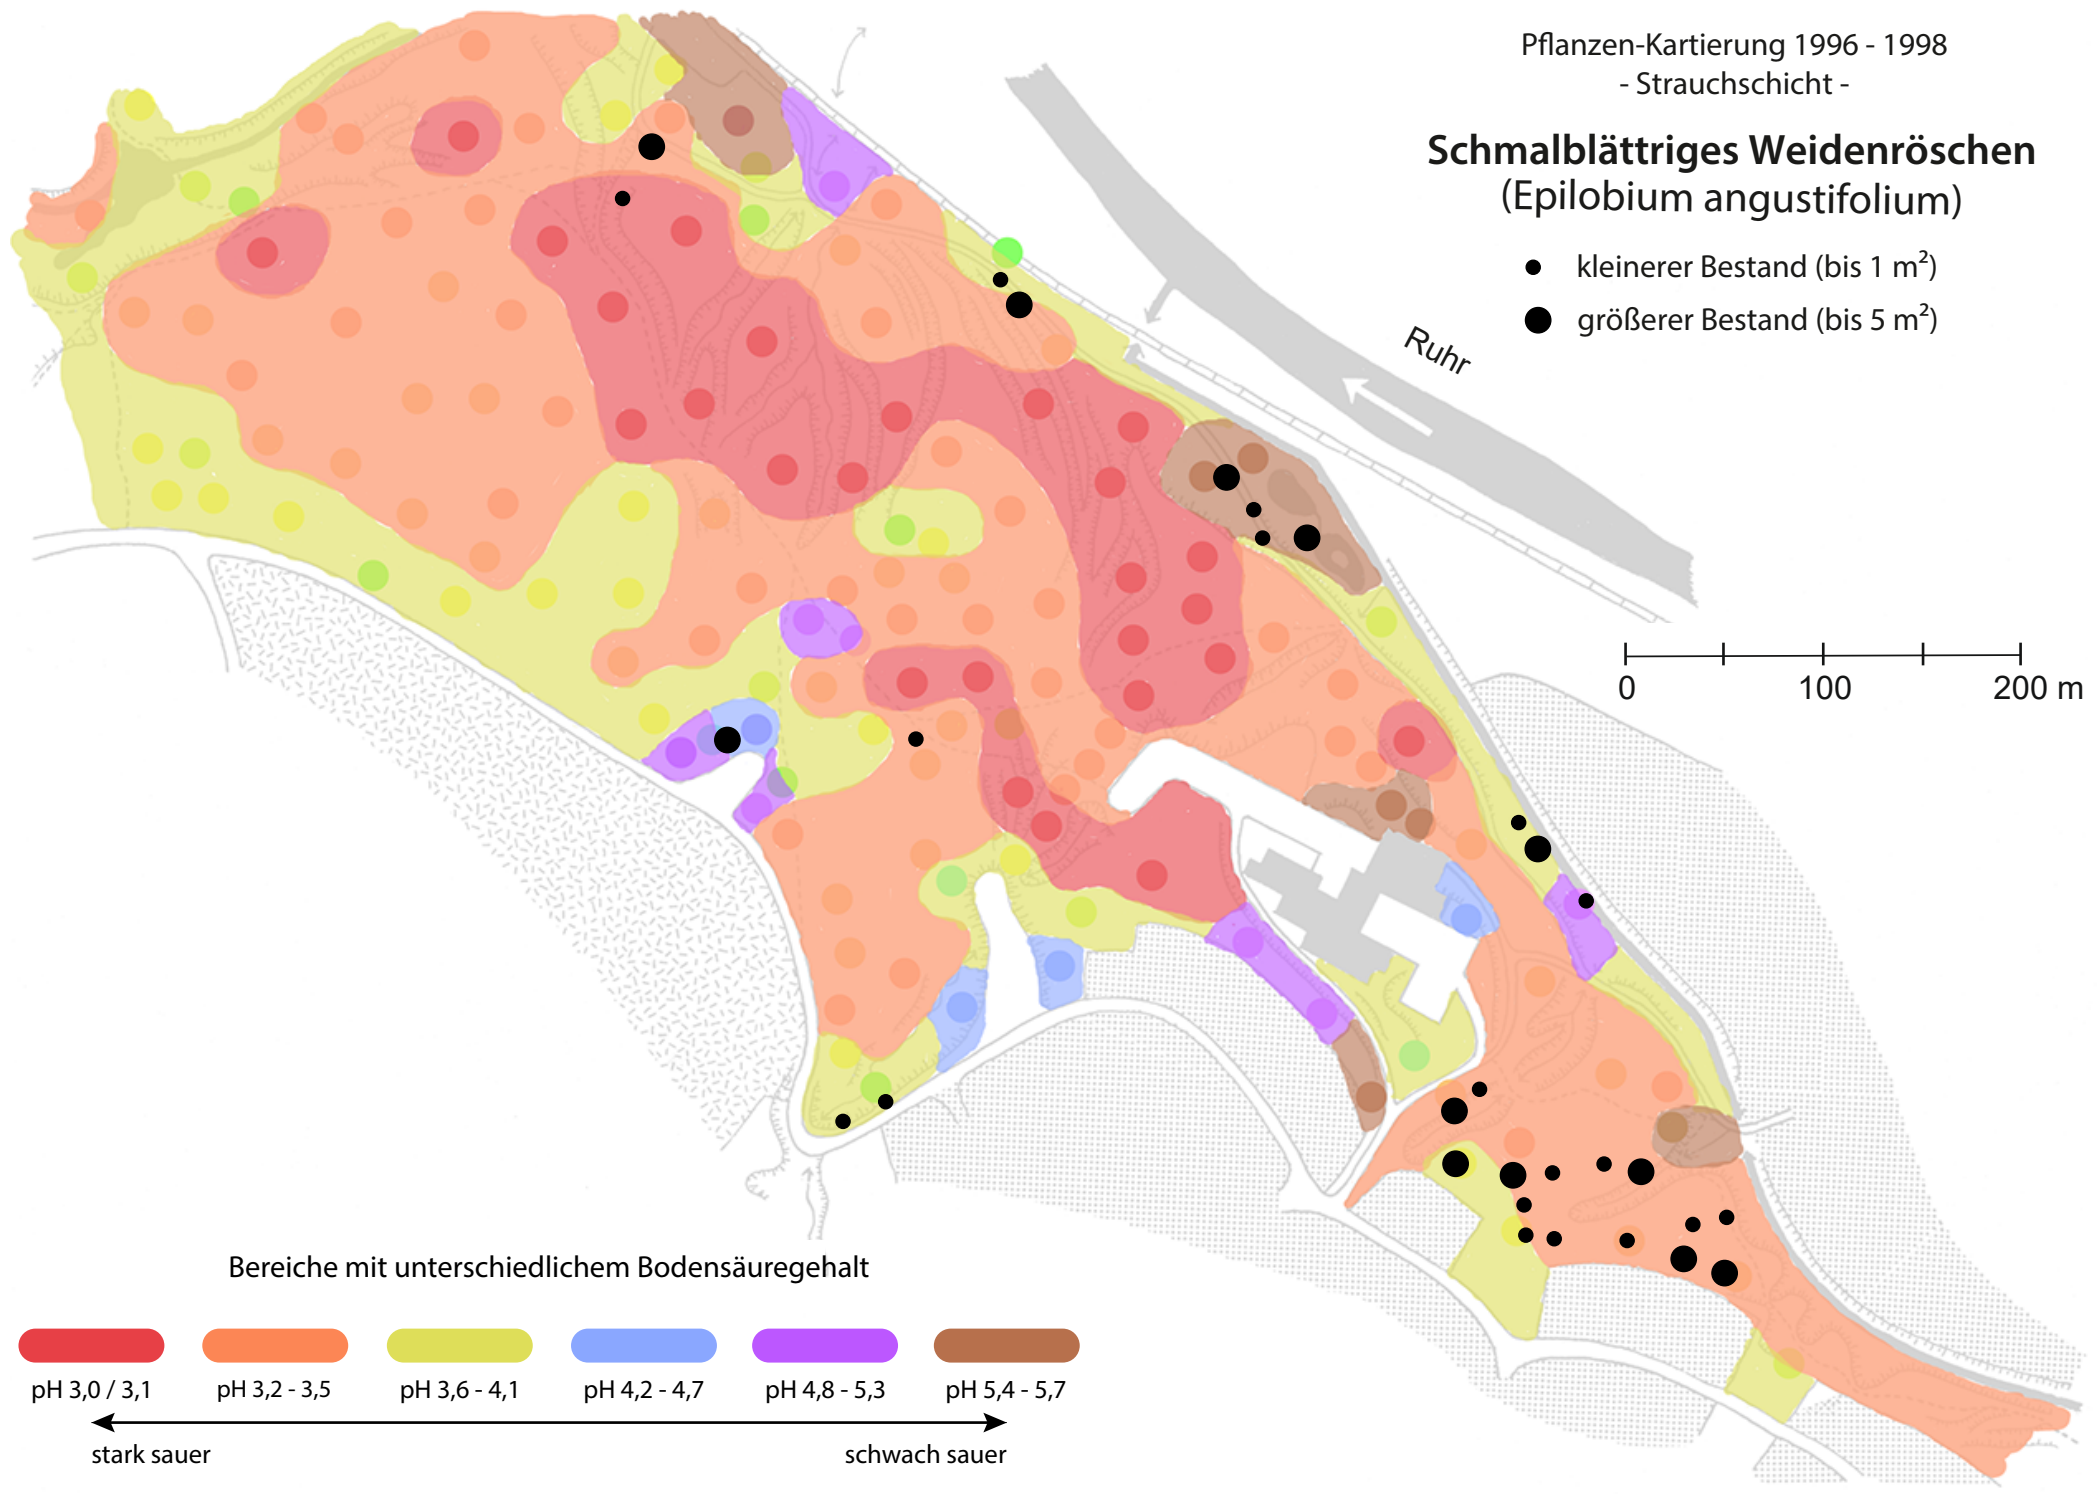 Pflanzen-Kartierung 1996 - 1998
- Strauchschicht -
Schmalblättriges Weidenröschen
(Epilobium angustifolium)
kleinerer Bestand (bis 1 m²)
größerer Bestand (bis 5 m²)
Ruhr
0 100 200 m
Bereiche mit unterschiedlichem Bodensäuregehalt
pH 3,0 / 3,1 pH 3,2 - 3,5 pH 3,6 - 4,1 pH 4,2 - 4,7 pH 4,8 - 5,3 pH 5,4 - 5,7
stark sauer schwach sauer